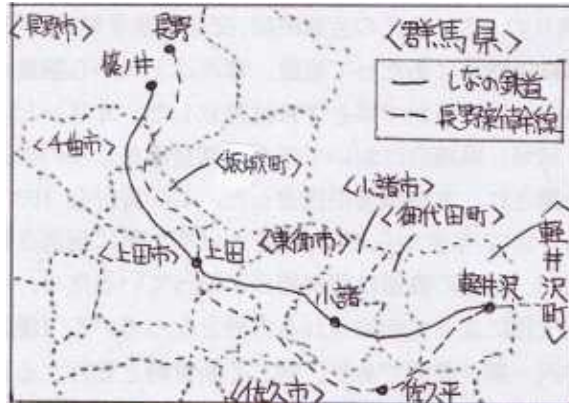 <長野市>
長野
篠ノ井
<群馬県>
しなの鉄道
長野新幹線
<千曲市>
<坂城町>
<小諸市>
<御代田町>
<上田市>
上田
<東御市>
軽井沢
<軽井沢町>
小諸
<佐久市>
佐久平